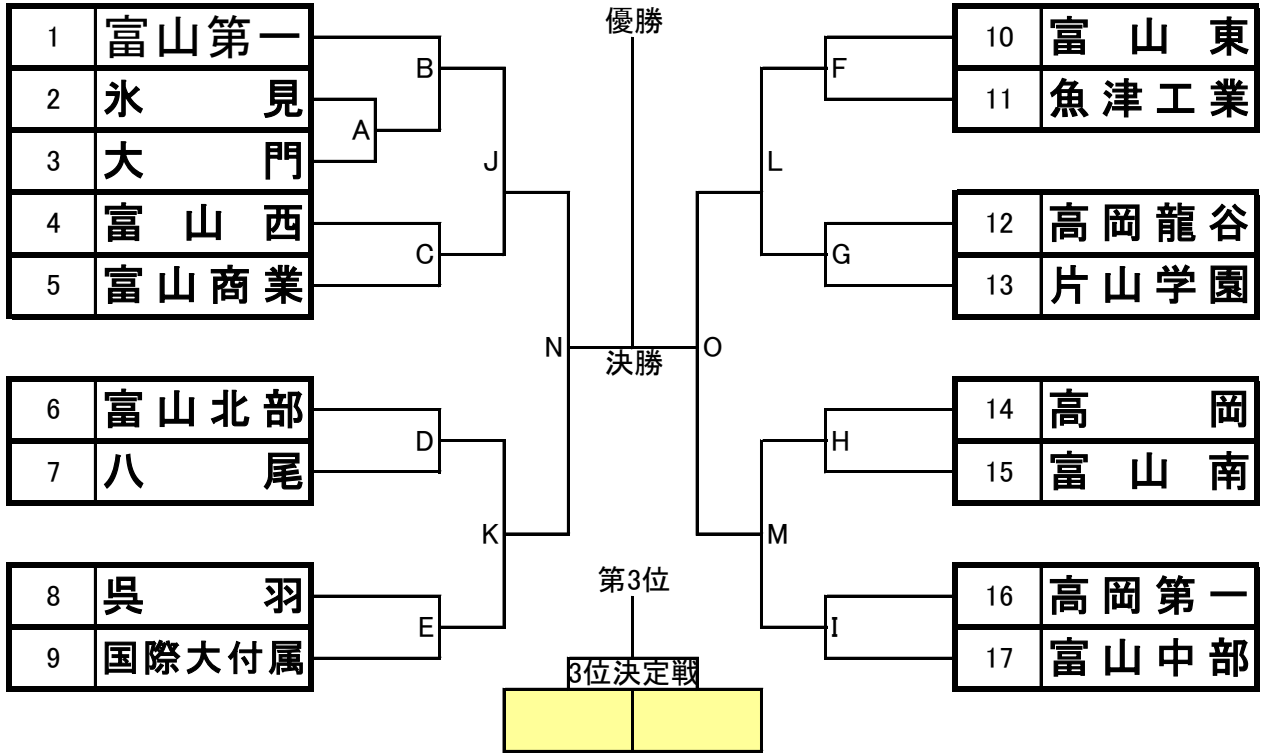 優勝
1 富山第一
2 氷見
3 大門
4 富山西
5 富山商業
6 富山北部
7 八尾
8 呉羽
9 国際大付属
A
B
C
D
E
J
K
N
決勝
O
L
M
F
G
H
I
10 富山東
11 魚津工業
12 高岡龍谷
13 片山学園
14 高岡
15 富山南
16 高岡第一
17 富山中部
第3位
3位決定戦